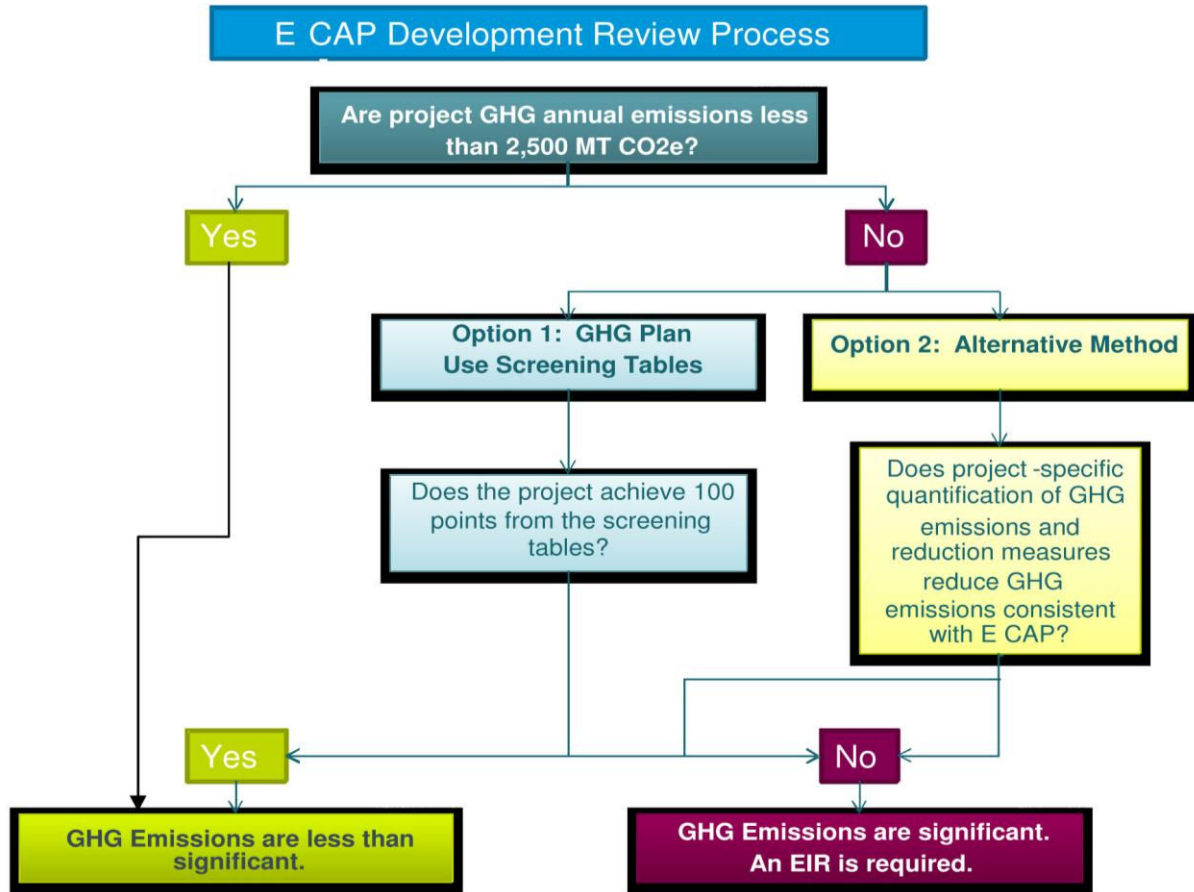 E CAP Development Review Process
Are project GHG annual emissions less
than 2,500 MT CO2e?
Yes
No
Option 1: GHG Plan
Use Screening Tables
Option 2: Alternative Method
Does the project achieve 100
points from the screening
tables?
Does project -specific
quantification of GHG
emissions and
reduction measures
reduce GHG
emissions consistent
with E CAP?
Yes
No
GHG Emissions are less than
significant.
GHG Emissions are significant.
An EIR is required.